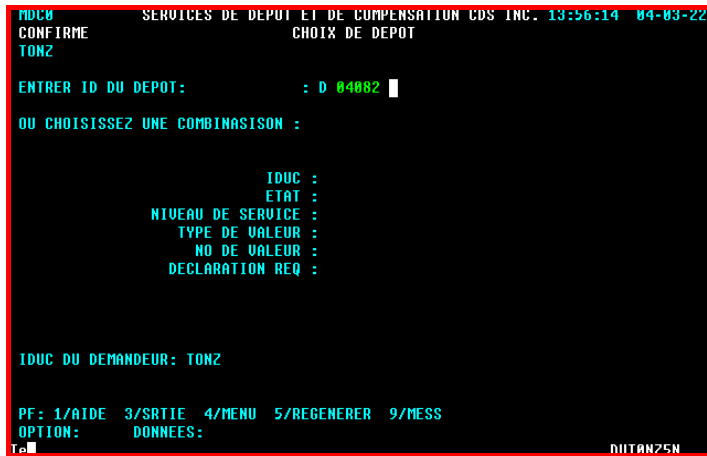 MDC0 SERVICES DE DEPOT ET DE COMPENSATION CDS INC. 13:56:14 04-03-22
CONFIRME CHOIX DE DEPOT
TONZ
ENTRER ID DU DEPOT: : D 04082
OU CHOISISSEZ UNE COMBINASISON :
IDUC :
ETAT :
NIVEAU DE SERVICE :
TYPE DE VALEUR :
NO DE VALEUR :
DECLARATION REQ :
IDUC DU DEMANDEUR: TONZ
PF: 1/AIDE 3/SRTIE 4/MENU 5/REGENERER 9/MESS
OPTION: DONNEES:
Te DUT0NZ5N